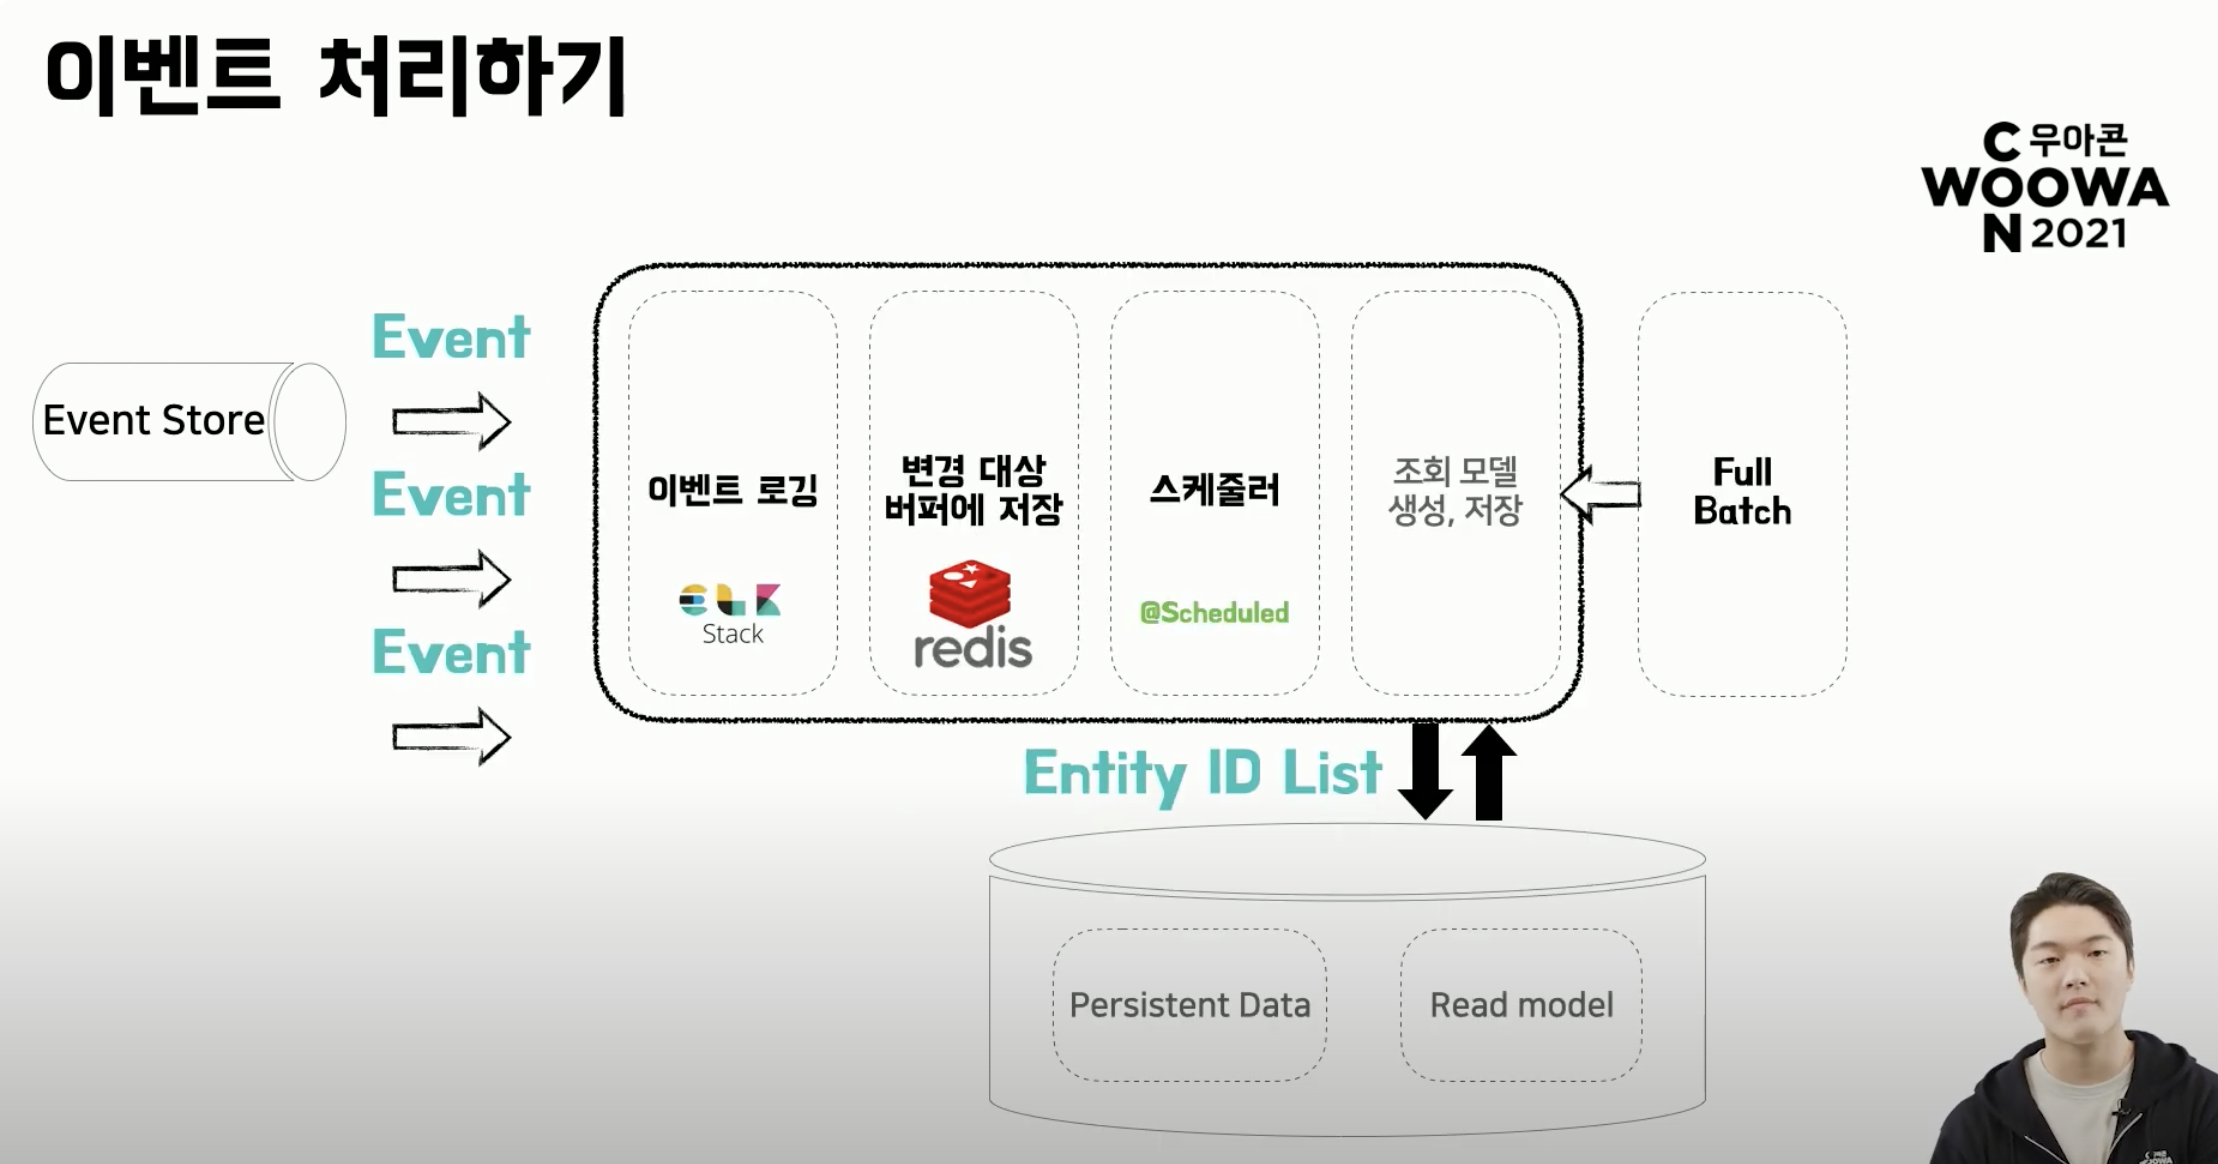 이벤트 처리하기
C 우아콘
WOOWA
N 2021
Event Store
Event
Event
Event
이벤트 로깅
ELK
Stack
변경 대상
버퍼에 저장
redis
스케줄러
@Scheduled
조회 모델
생성, 저장
Full
Batch
Entity ID List
Persistent Data
Read model